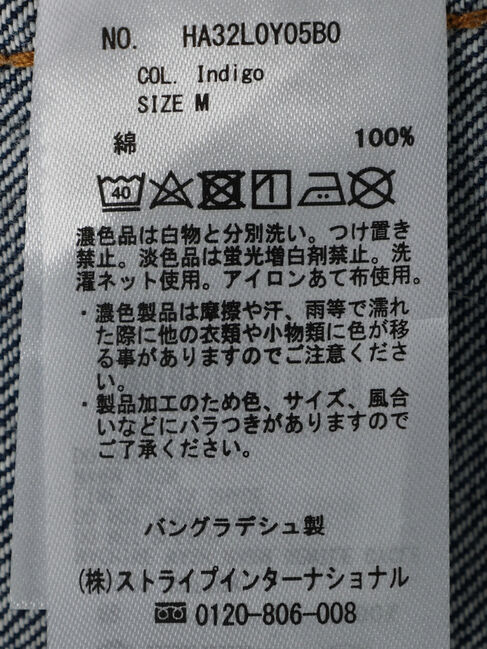 NO. HA32L0Y05B0
COL. Indigo
SIZE M
綿 100%
40
濃色品は白物と分別洗い。つけ置き
禁止。淡色品は蛍光増白剤禁止。洗
濯ネット使用。アイロンあて布使用。
・濃色製品は摩擦や汗、雨等で濡れ
た際に他の衣類や小物類に色が移
る事がありますのでご注意くださ
い。
・製品加工のため色、サイズ、風合
いなどにバラつきがありますので
ご了承ください。
バングラデシュ製
(株)ストライプインターナショナル
0120-806-008